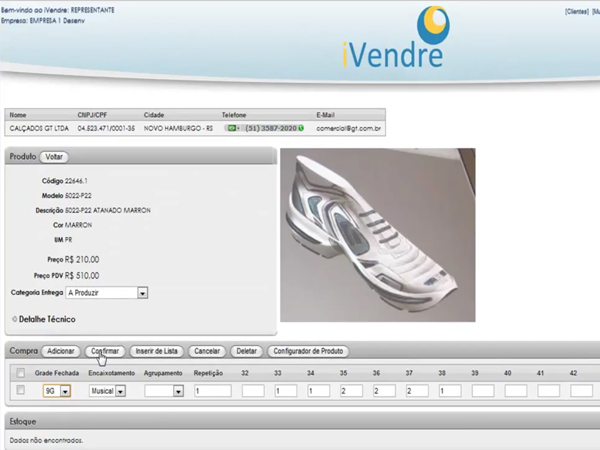 Bem-vindo ao iVendre: REPRESENTANTE
Empresa: EMPRESA 1 Desenv
[Clientes]
iVendre
Nome CNPJ/CPF Cidade Telefone E-Mail
CALÇADOS GT LTDA 04.523.471/0001-35 NOVO HAMBURGO - RS (51) 3587-2020 comercial@gt.com.br
Produto Voltar
Código 22646.1
Modelo 5022-P22
Descrição 5022-P22 ATANADO MARRON
Cor MARRON
UM PR
Preço R$ 210,00
Preço PDV R$ 510,00
Categoria Entrega A Produzir
Detalhe Técnico
Compra Adicionar Confirmar Inserir de Lista Cancelar Deletar Configurador de Produto
Grade Fechada Encaixotamento Agrupamento Repetição 32 33 34 35 36 37 38 39 40 41 42
9G Musical 1 1 1 2 2 2 1
Estoque
Dados não encontrados.